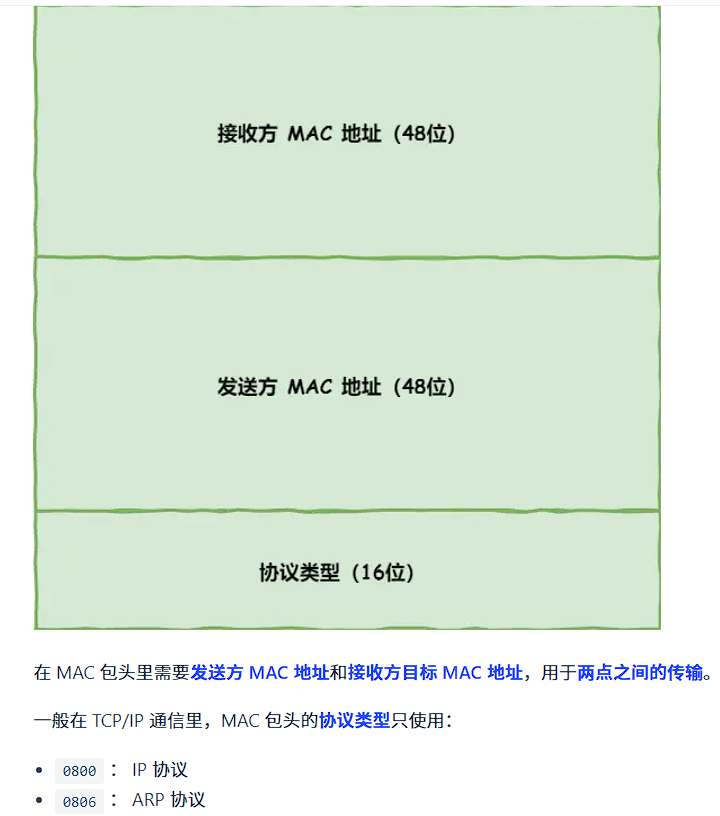 接收方 MAC 地址（48位）
发送方 MAC 地址（48位）
协议类型（16位）
在 MAC 包头里需要发送方 MAC 地址和接收方目标 MAC 地址，用于两点之间的传输。
一般在 TCP/IP 通信里，MAC 包头的协议类型只使用：
• 0800 ： IP 协议
• 0806 ： ARP 协议